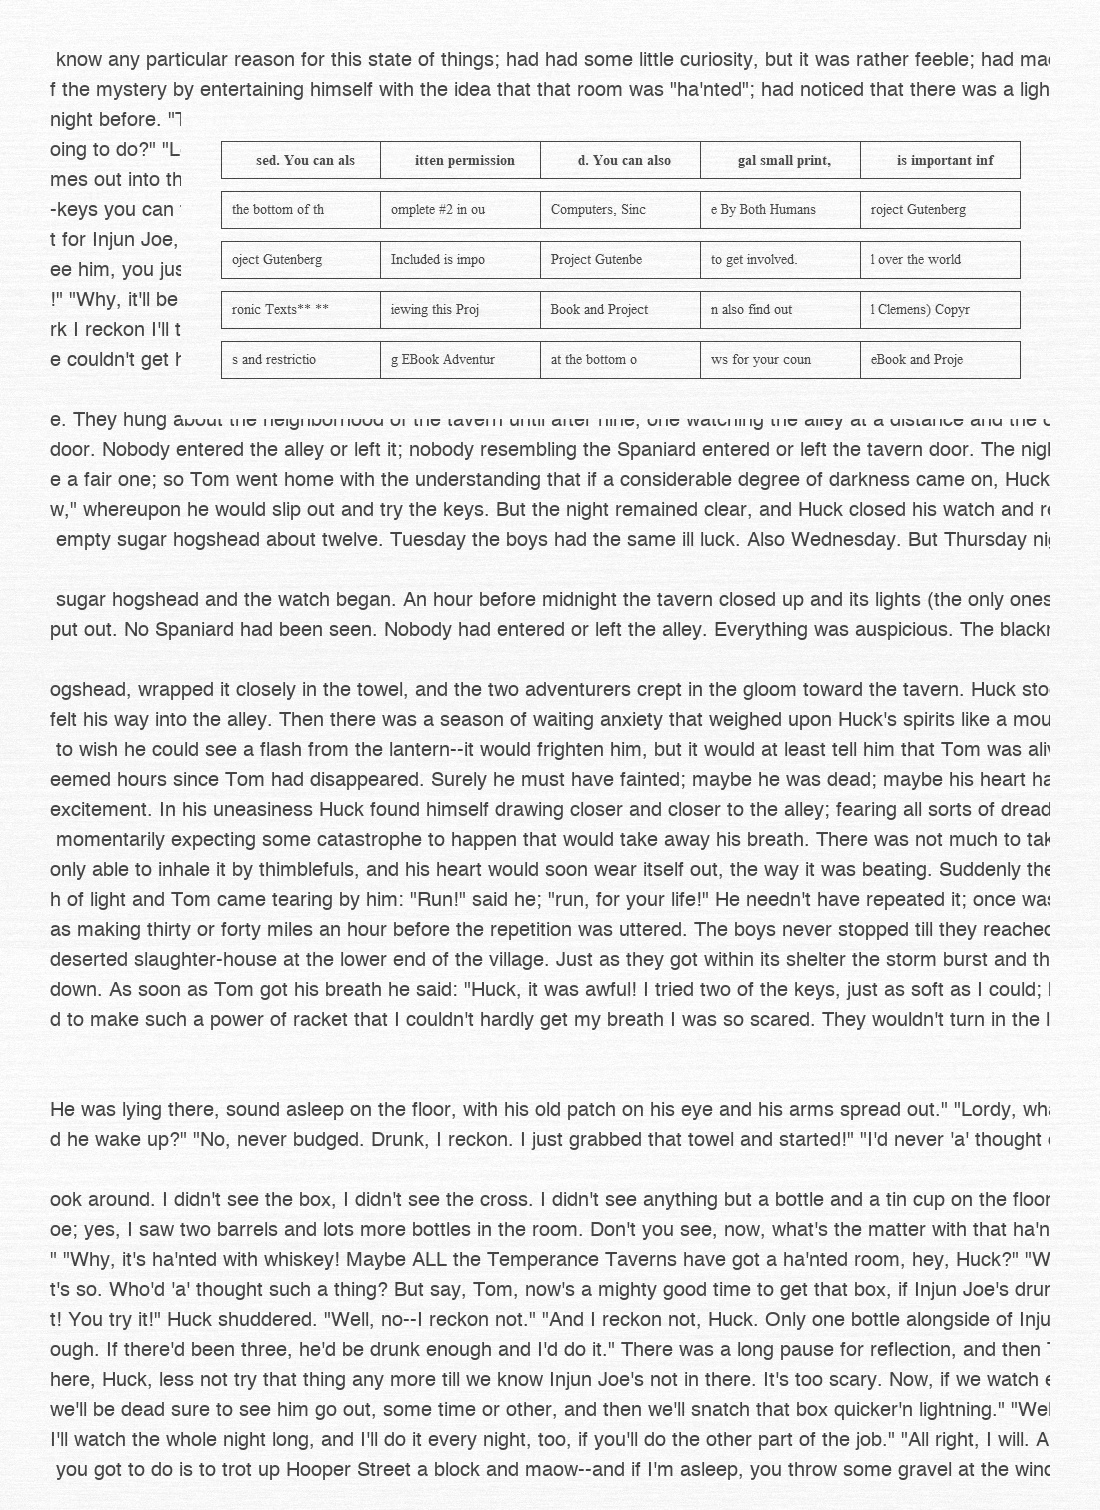 know any particular reason for this state of things; had had some little curiosity, but it was rather feeble; had
f the mystery by entertaining himself with the idea that that room was "ha'nted"; had noticed that there was a ligh
night before.
oing to do?"
mes out into th
-keys you can
t for Injun Joe,
ee him, you jus
!" "Why, it'll be
rk I reckon I'll t
e couldn't get
sed. You can als itten permission d. You can also gal small print, is important inf
the bottom of th omplete #2 in ou Computers, Sinc e By Both Humans roject Gutenberg
oject Gutenberg Included is impo Project Gutenbe to get involved. l over the world
ronic Texts** ** iewing this Proj Book and Project n also find out l Clemens) Copyr
s and restrictio g EBook Adventur at the bottom o ws for your coun eBook and Proje
e. They hung about the neighborhood of the tavern until after nine, one watching the alley at a distance and the
door. Nobody entered the alley or left it; nobody resembling the Spaniard entered or left the tavern door. The nigl
e a fair one; so Tom went home with the understanding that if a considerable degree of darkness came on, Huck
w," whereupon he would slip out and try the keys. But the night remained clear, and Huck closed his watch and
empty sugar hogshead about twelve. Tuesday the boys had the same ill luck. Also Wednesday. But Thursday
sugar hogshead and the watch began. An hour before midnight the tavern closed up and its lights (the only ones
put out. No Spaniard had been seen. Nobody had entered or left the alley. Everything was auspicious. The
ogshead, wrapped it closely in the towel, and the two adventurers crept in the gloom toward the tavern. Huck sto
felt his way into the alley. Then there was a season of waiting anxiety that weighed upon Huck's spirits like a mou
to wish he could see a flash from the lantern--it would frighten him, but it would at least tell him that Tom was
eemed hours since Tom had disappeared. Surely he must have fainted; maybe he was dead; maybe his heart ha
excitement. In his uneasiness Huck found himself drawing closer and closer to the alley; fearing all sorts of dread
momentarily expecting some catastrophe to happen that would take away his breath. There was not much to
only able to inhale it by thimblefuls, and his heart would soon wear itself out, the way it was beating. Suddenly the
h of light and Tom came tearing by him: "Run!" said he; "run, for your life!" He needn't have repeated it; once was
as making thirty or forty miles an hour before the repetition was uttered. The boys never stopped till they reached
deserted slaughter-house at the lower end of the village. Just as they got within its shelter the storm burst and th
down. As soon as Tom got his breath he said: "Huck, it was awful! I tried two of the keys, just as soft as I could;
d to make such a power of racket that I couldn't hardly get my breath I was so scared. They wouldn't turn in the
He was lying there, sound asleep on the floor, with his old patch on his eye and his arms spread out." "Lordy,
d he wake up?" "No, never budged. Drunk, I reckon. I just grabbed that towel and started!" "I'd never 'a' thought
ook around. I didn't see the box, I didn't see the cross. I didn't see anything but a bottle and a tin cup on the floor
oe; yes, I saw two barrels and lots more bottles in the room. Don't you see, now, what's the matter with that ha'n
" "Why, it's ha'nted with whiskey! Maybe ALL the Temperance Taverns have got a ha'nted room, hey, Huck?" "W
t's so. Who'd 'a' thought such a thing? But say, Tom, now's a mighty good time to get that box, if Injun Joe's
t! You try it!" Huck shuddered. "Well, no--I reckon not." "And I reckon not, Huck. Only one bottle alongside of Inju
ough. If there'd been three, he'd be drunk enough and I'd do it." There was a long pause for reflection, and then
here, Huck, less not try that thing any more till we know Injun Joe's not in there. It's too scary. Now, if we watch
we'll be dead sure to see him go out, some time or other, and then we'll snatch that box quicker'n lightning."
I'll watch the whole night long, and I'll do it every night, too, if you'll do the other part of the job." "All right, I will. A
you got to do is to trot up Hooper Street a block and maow--and if I'm asleep, you throw some gravel at the